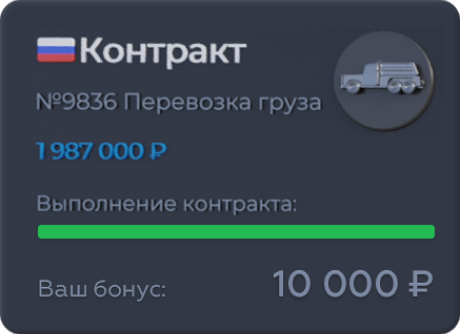 Контракт
№9836 Перевозка груза
1 987 000 ₽
Выполнение контракта:
Ваш бонус: 10 000 ₽